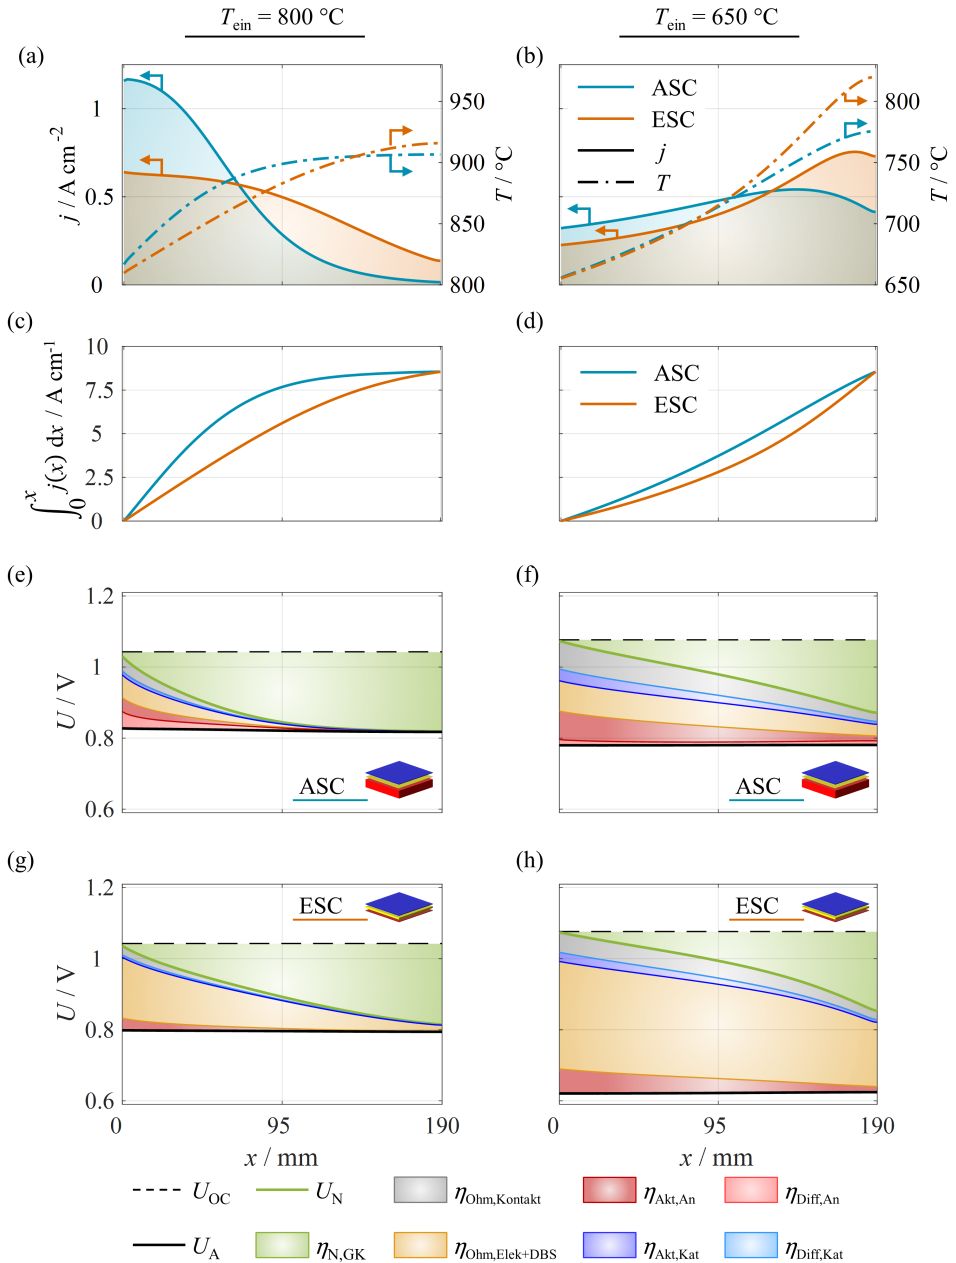 T_ein = 800 °C
T_ein = 650 °C
(a)
(b)
1
0.5
0
j / A cm⁻²
950
900
850
800
T / °C
ASC
ESC
j
T
800
750
700
650
T / °C
(c)
(d)
10
7.5
5
2.5
0
∫₀ˣ j(x) dx / A cm⁻¹
ASC
ESC
(e)
(f)
1.2
1
0.8
0.6
U / V
ASC
ASC
(g)
(h)
1.2
1
0.8
0.6
U / V
ESC
ESC
0 95 190
0 95 190
x / mm
x / mm
U_OC U_N η_Ohm,Kontakt η_Akt,An η_Diff,An
U_A η_N,GK η_Ohm,Elek+DBS η_Akt,Kat η_Diff,Kat